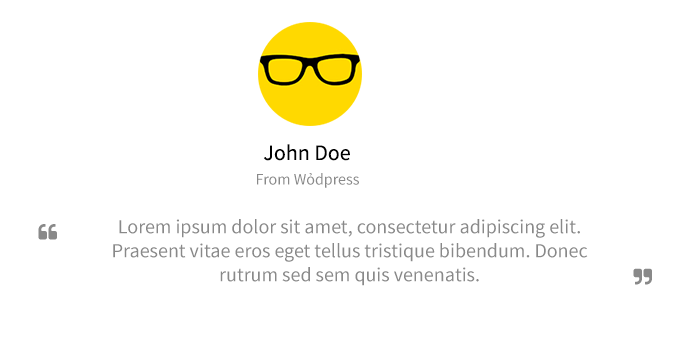 John Doe
From Wỏdpress
“ Lorem ipsum dolor sit amet, consectetur adipiscing elit.
Praesent vitae eros eget tellus tristique bibendum. Donec
rutrum sed sem quis venenatis. ”